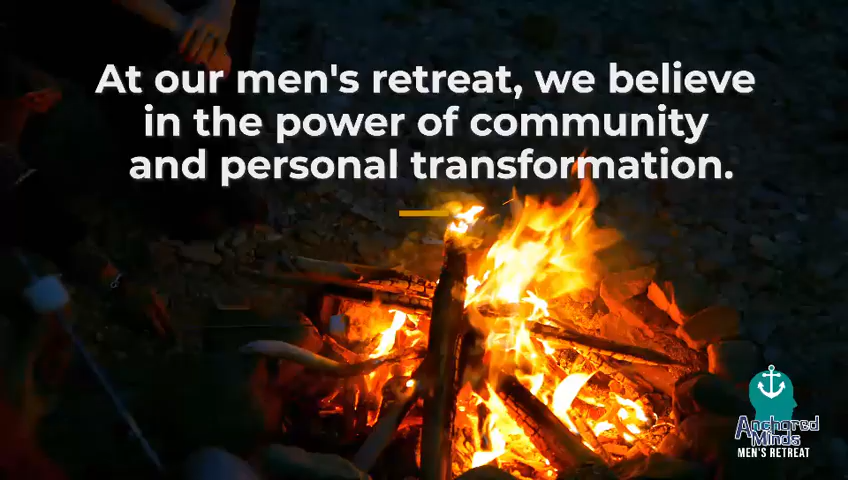 At our men's retreat, we believe
in the power of community
and personal transformation.
Anchored
Minds
MEN'S RETREAT